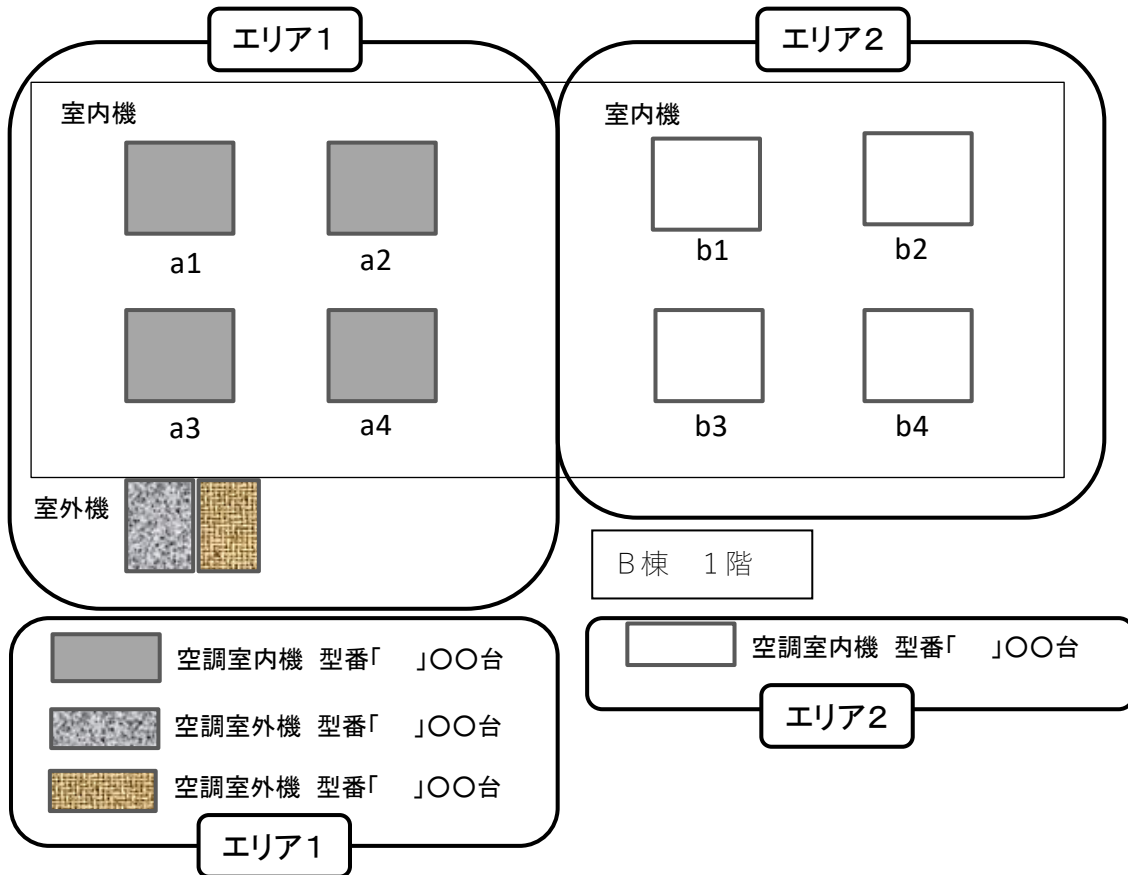 エリア1
エリア2
室内機
室内機
a1
a2
b1
b2
a3
a4
b3
b4
室外機
B棟　1階
空調室内機 型番「　」〇〇台
空調室外機 型番「　」〇〇台
空調室外機 型番「　」〇〇台
エリア1
空調室内機 型番「　」〇〇台
エリア2